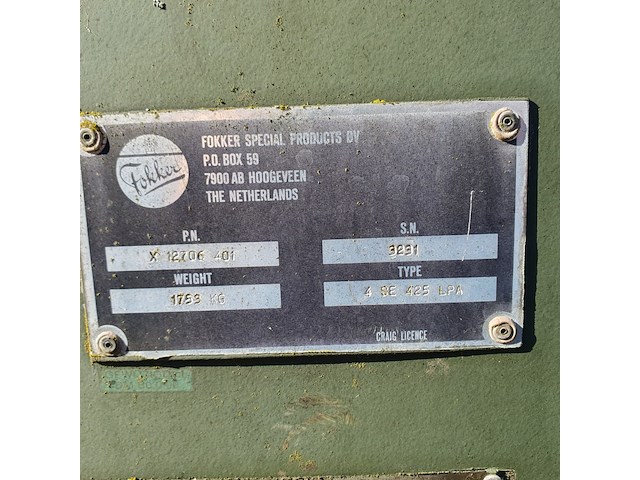 Fokker
FOKKER SPECIAL PRODUCTS BV
P.O. BOX 59
7900 AB HOOGEVEEN
THE NETHERLANDS
P.N.
S.N.
X 12706 401
3231
WEIGHT
TYPE
1753 KG
4 SE 425 LPA
CRAIG LICENCE